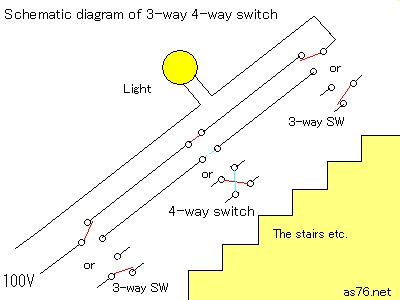 Schematic diagram of 3-way 4-way switch
Light
or
3-way SW
or
4-way switch
The stairs etc.
or
100V
3-way SW
as76.net